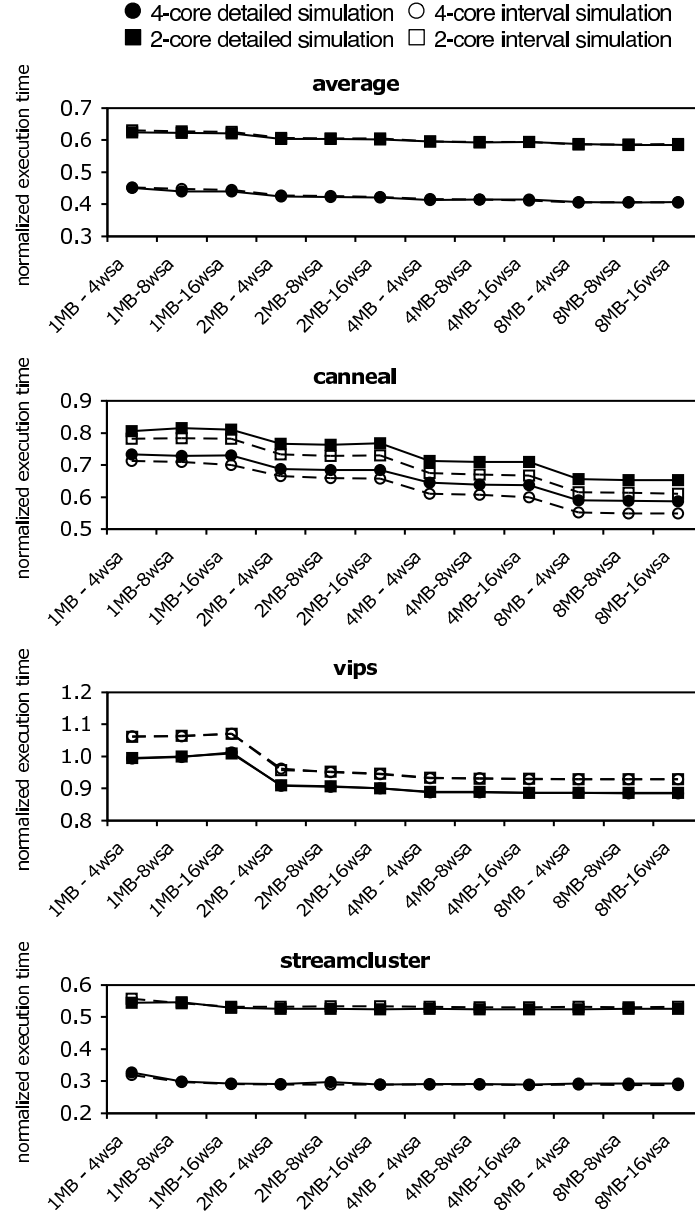 4-core detailed simulation 4-core interval simulation
2-core detailed simulation 2-core interval simulation
average
normalized execution time
0.7
0.6
0.5
0.4
0.3
1MB - 4wsa
1MB-8wsa
1MB-16wsa
2MB - 4wsa
2MB-8wsa
2MB-16wsa
4MB - 4wsa
4MB-8wsa
4MB-16wsa
8MB - 4wsa
8MB-8wsa
8MB-16wsa
canneal
normalized execution time
0.9
0.8
0.7
0.6
0.5
1MB - 4wsa
1MB-8wsa
1MB-16wsa
2MB - 4wsa
2MB-8wsa
2MB-16wsa
4MB - 4wsa
4MB-8wsa
4MB-16wsa
8MB - 4wsa
8MB-8wsa
8MB-16wsa
vips
normalized execution time
1.2
1.1
1.0
0.9
0.8
1MB - 4wsa
1MB-8wsa
1MB-16wsa
2MB - 4wsa
2MB-8wsa
2MB-16wsa
4MB - 4wsa
4MB-8wsa
4MB-16wsa
8MB - 4wsa
8MB-8wsa
8MB-16wsa
streamcluster
normalized execution time
0.6
0.5
0.4
0.3
0.2
1MB - 4wsa
1MB-8wsa
1MB-16wsa
2MB - 4wsa
2MB-8wsa
2MB-16wsa
4MB - 4wsa
4MB-8wsa
4MB-16wsa
8MB - 4wsa
8MB-8wsa
8MB-16wsa